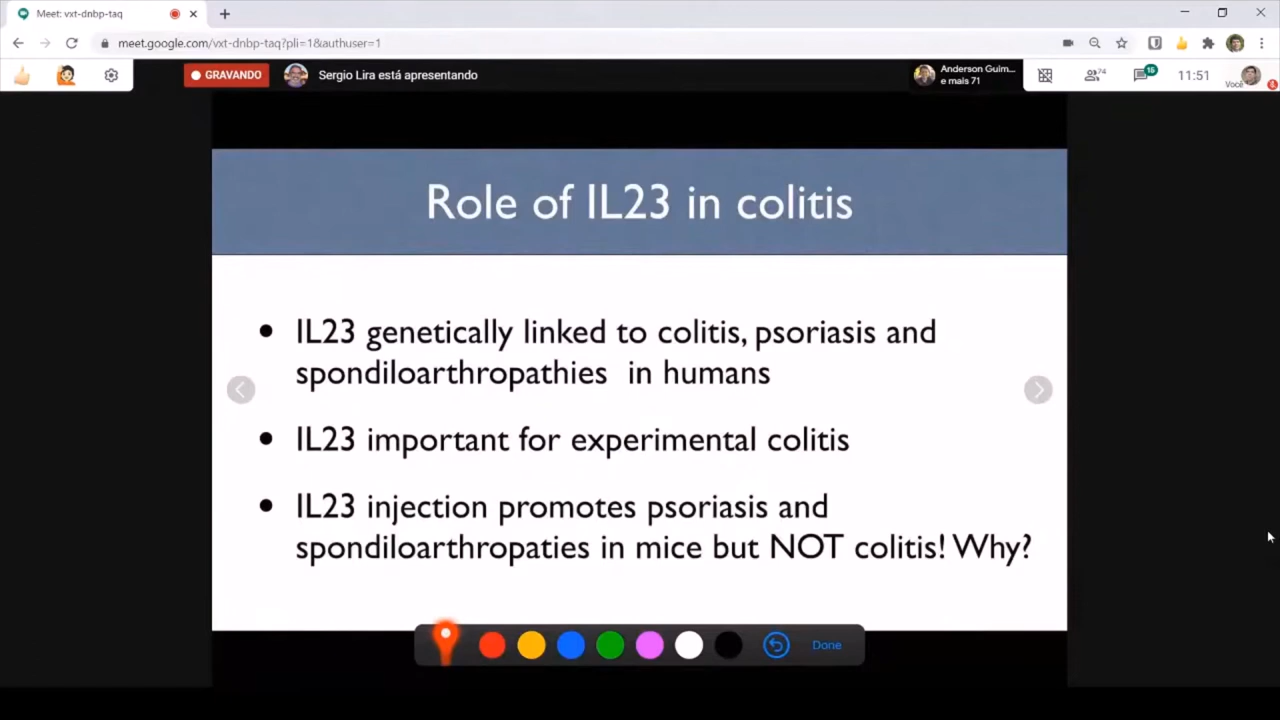 Meet: vxt-dnbp-taq
meet.google.com/vxt-dnbp-taq?pli=1&authuser=1
GRAVANDO
Sergio Lira está apresentando
Anderson Guim...
e mais 71
74
15
11:51
Você
Role of IL23 in colitis
• IL23 genetically linked to colitis, psoriasis and
spondiloarthropathies in humans
• IL23 important for experimental colitis
• IL23 injection promotes psoriasis and
spondiloarthropaties in mice but NOT colitis! Why?
Done